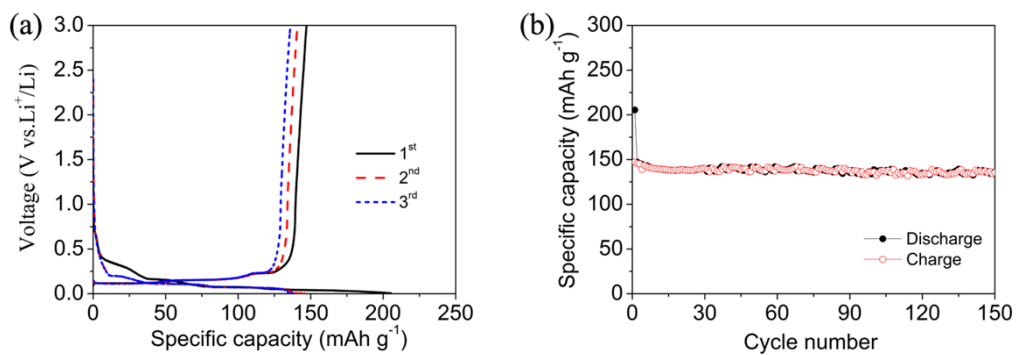 (a)
Voltage (V vs.Li⁺/Li)
3.0
2.5
2.0
1.5
1.0
0.5
0.0
1st
2nd
3rd
0 50 100 150 200 250
Specific capacity (mAh g⁻¹)
(b)
Specific capacity (mAh g⁻¹)
300
250
200
150
100
50
0
Discharge
Charge
0 30 60 90 120 150
Cycle number